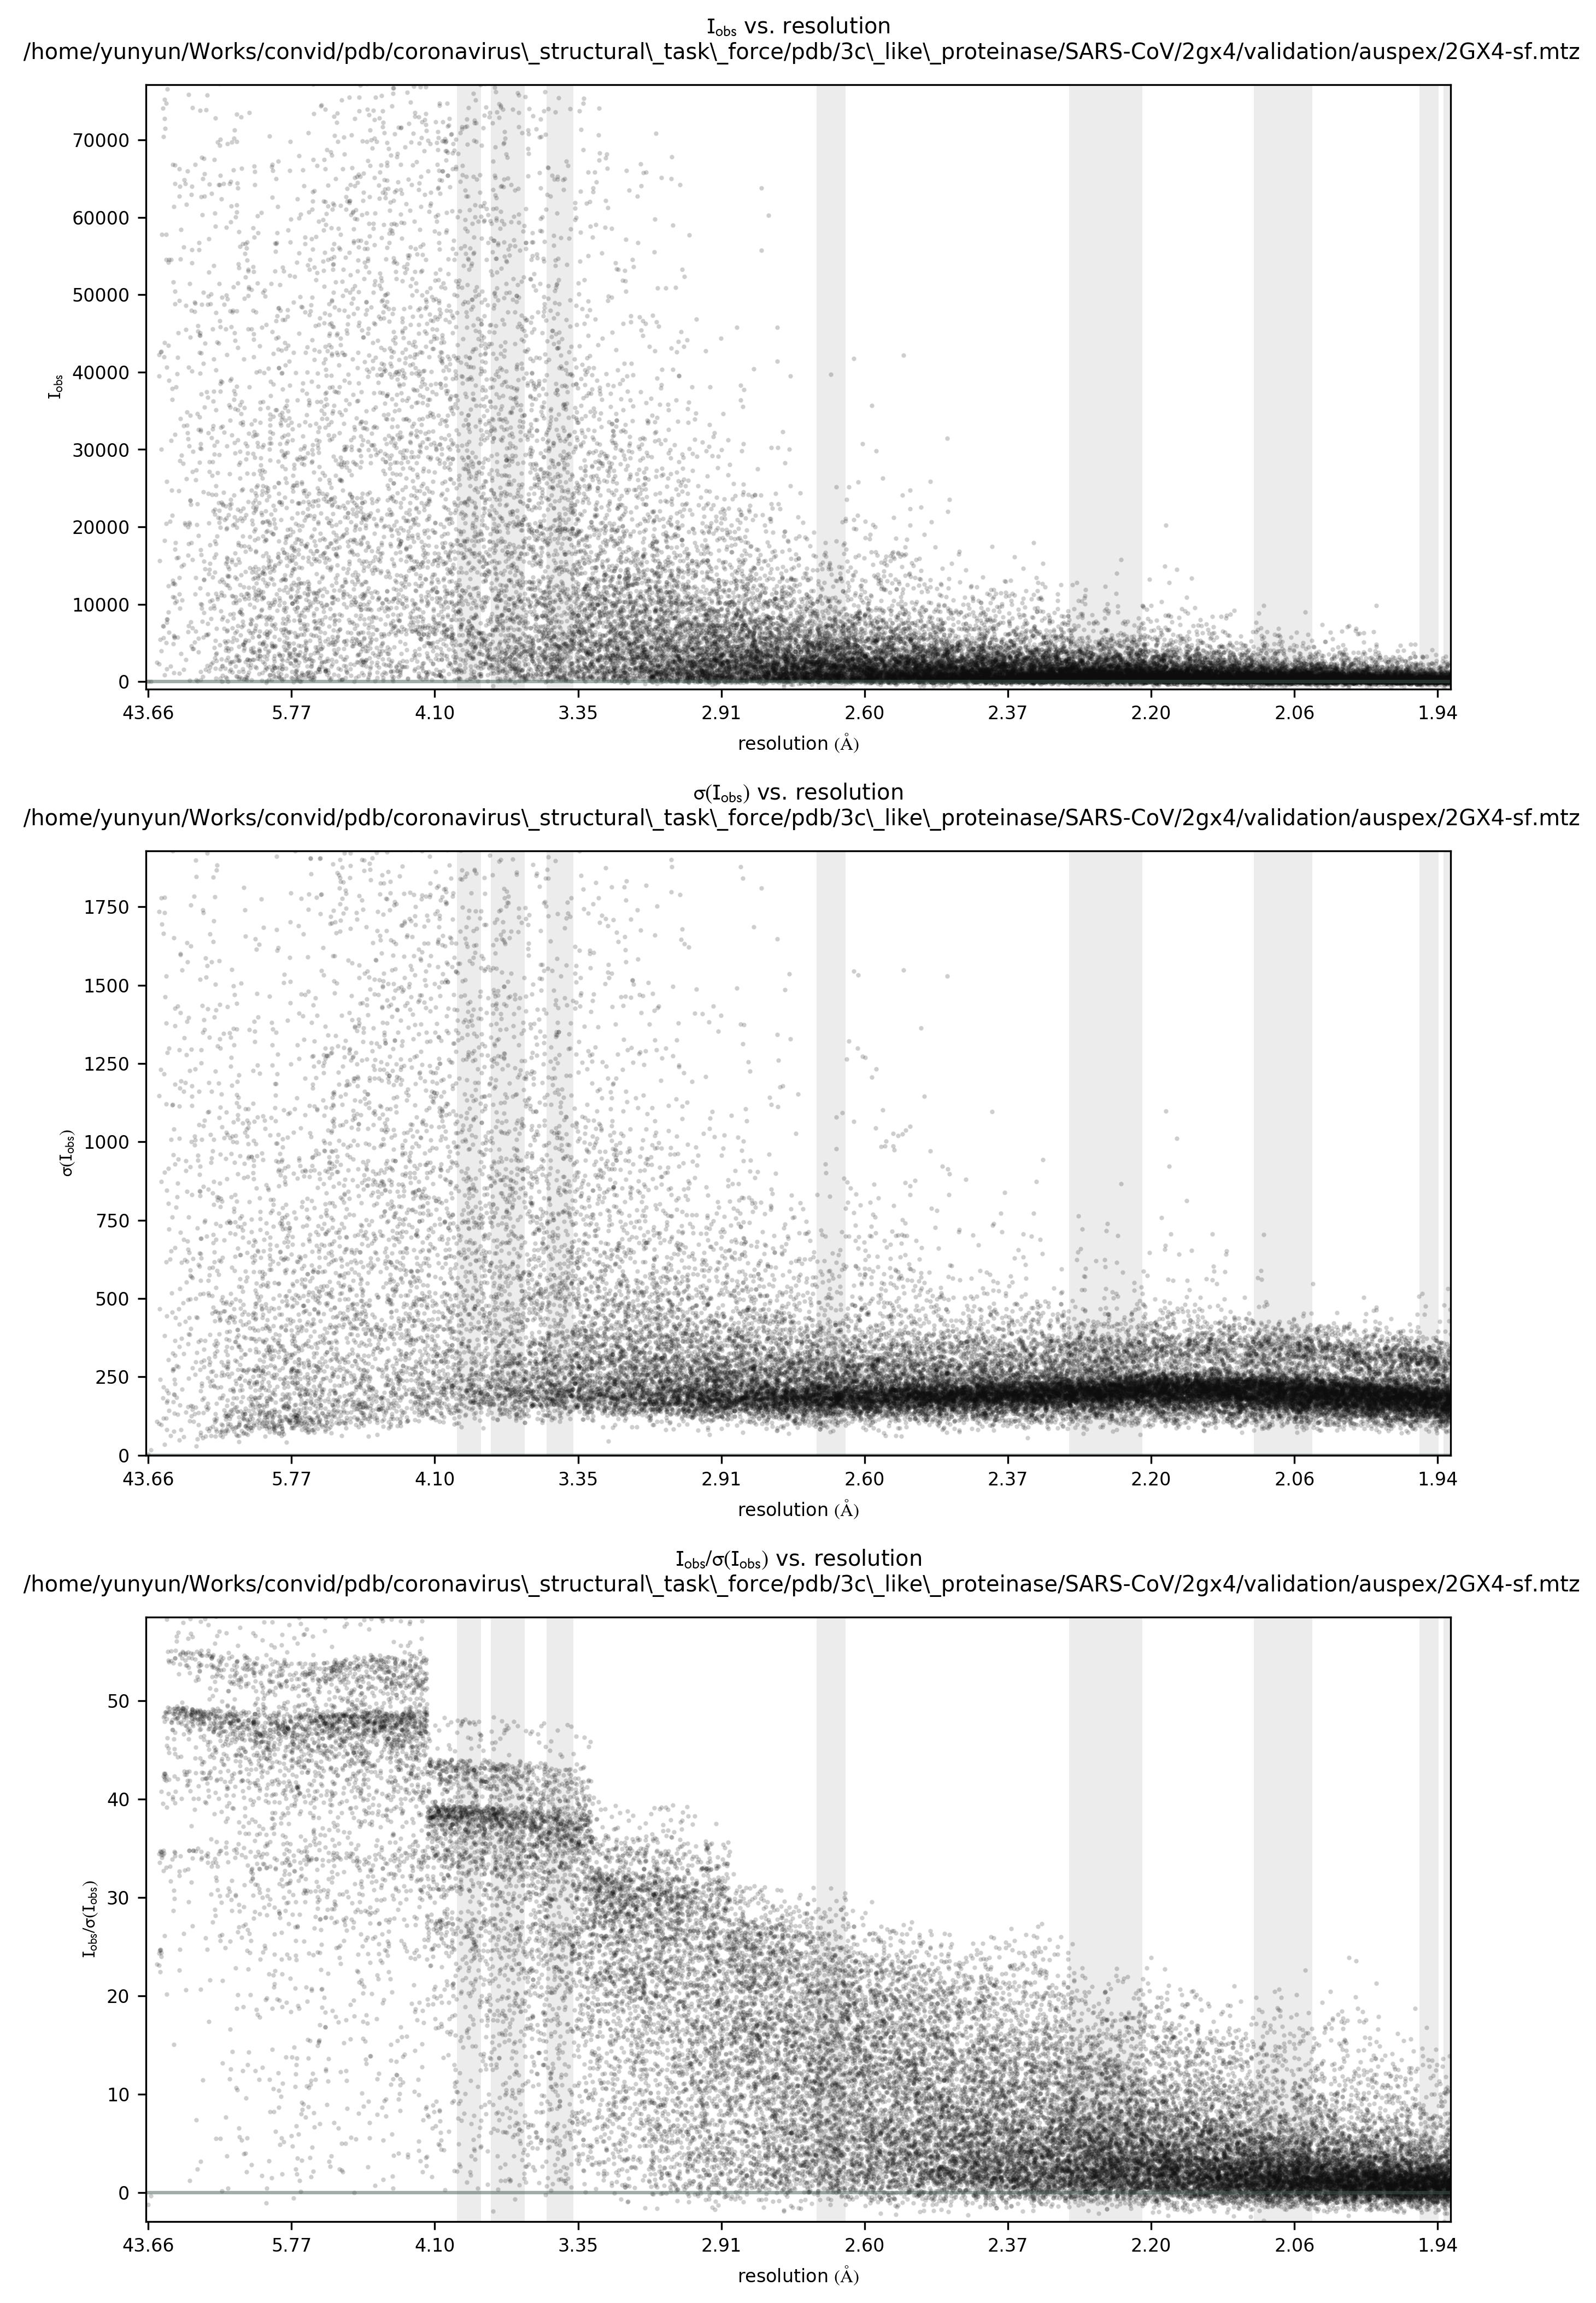 I_obs vs. resolution
/home/yunyun/Works/convid/pdb/coronavirus\_structural\_task\_force/pdb/3c\_like\_proteinase/SARS-CoV/2gx4/validation/auspex/2GX4-sf.mtz
70000
60000
50000
40000
30000
20000
10000
0
I_obs
43.66 5.77 4.10 3.35 2.91 2.60 2.37 2.20 2.06 1.94
resolution (Å)
σ(I_obs) vs. resolution
/home/yunyun/Works/convid/pdb/coronavirus\_structural\_task\_force/pdb/3c\_like\_proteinase/SARS-CoV/2gx4/validation/auspex/2GX4-sf.mtz
1750
1500
1250
1000
750
500
250
0
σ(I_obs)
43.66 5.77 4.10 3.35 2.91 2.60 2.37 2.20 2.06 1.94
resolution (Å)
I_obs/σ(I_obs) vs. resolution
/home/yunyun/Works/convid/pdb/coronavirus\_structural\_task\_force/pdb/3c\_like\_proteinase/SARS-CoV/2gx4/validation/auspex/2GX4-sf.mtz
50
40
30
20
10
0
I_obs/σ(I_obs)
43.66 5.77 4.10 3.35 2.91 2.60 2.37 2.20 2.06 1.94
resolution (Å)